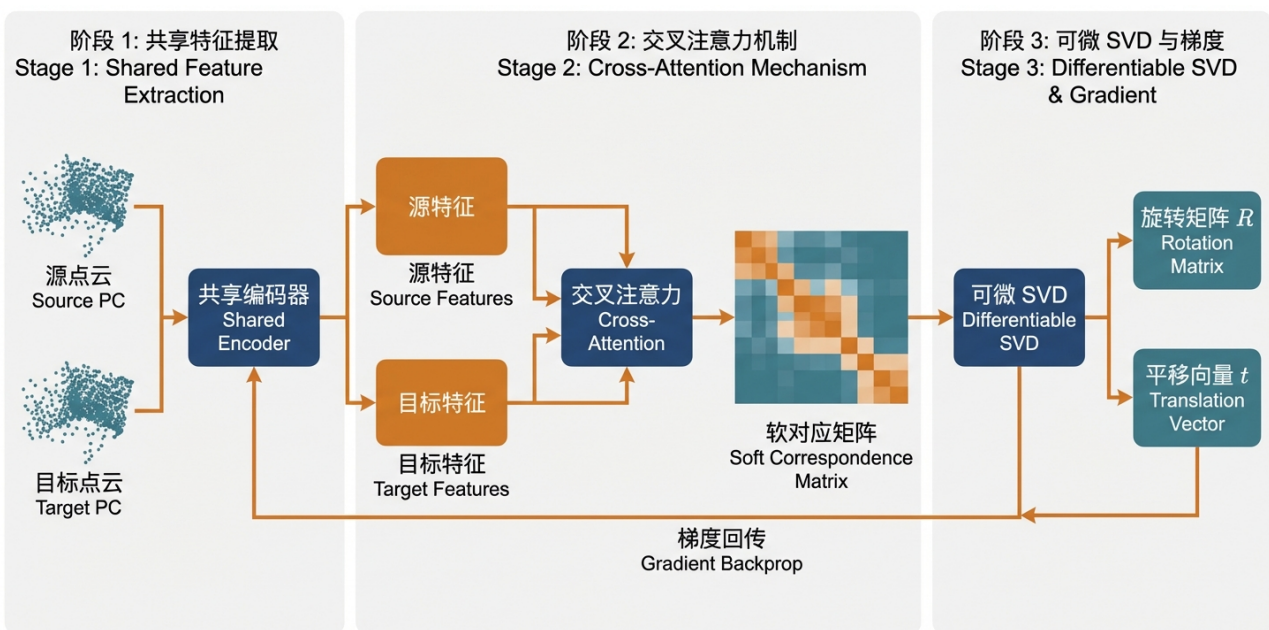 阶段 1: 共享特征提取
Stage 1: Shared Feature
Extraction
源点云
Source PC
目标点云
Target PC
共享编码器
Shared
Encoder
阶段 2: 交叉注意力机制
Stage 2: Cross-Attention Mechanism
源特征
源特征
Source Features
目标特征
目标特征
Target Features
交叉注意力
Cross-
Attention
软对应矩阵
Soft Correspondence
Matrix
阶段 3: 可微 SVD 与梯度
Stage 3: Differentiable SVD
& Gradient
可微 SVD
Differentiable
SVD
旋转矩阵 R
Rotation
Matrix
平移向量 t
Translation
Vector
梯度回传
Gradient Backprop